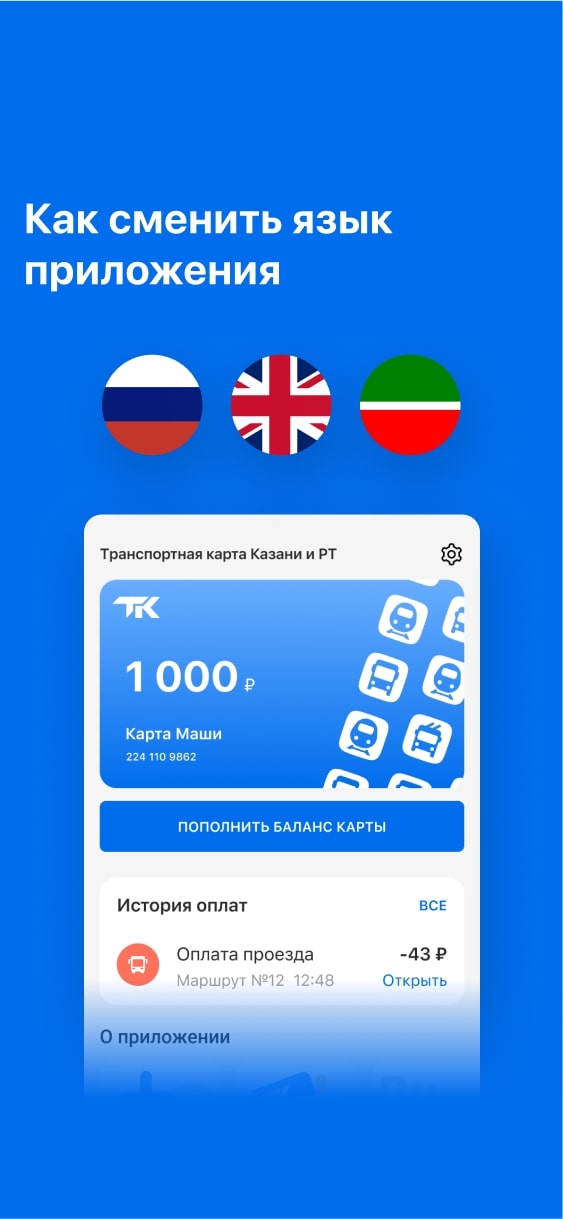 Как сменить язык
приложения
Транспортная карта Казани и РТ
ТК
1 000 ₽
Карта Маши
224 110 9862
ПОПОЛНИТЬ БАЛАНС КАРТЫ
История оплат
ВСЕ
Оплата проезда
-43 ₽
Маршрут №12 12:48
Открыть
О приложении